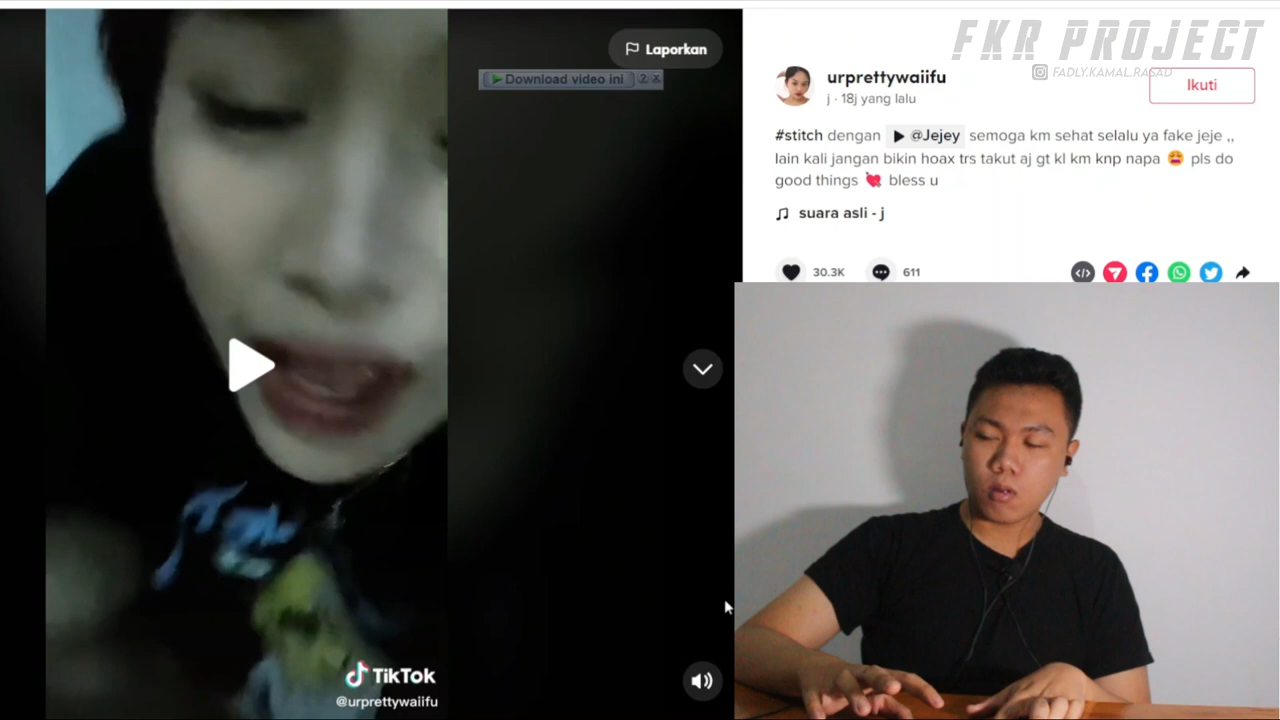 FKR PROJECT
FADLY.KAMAL.RASAD
Laporkan
Download video ini ? X
urprettywaiifu
j · 18j yang lalu
Ikuti
#stitch dengan @Jejey semoga km sehat selalu ya fake jeje ,,
lain kali jangan bikin hoax trs takut aj gt kl km knp napa 🤩 pls do
good things 💘 bless u
suara asli - j
30.3K 611
TikTok
@urprettywaiifu